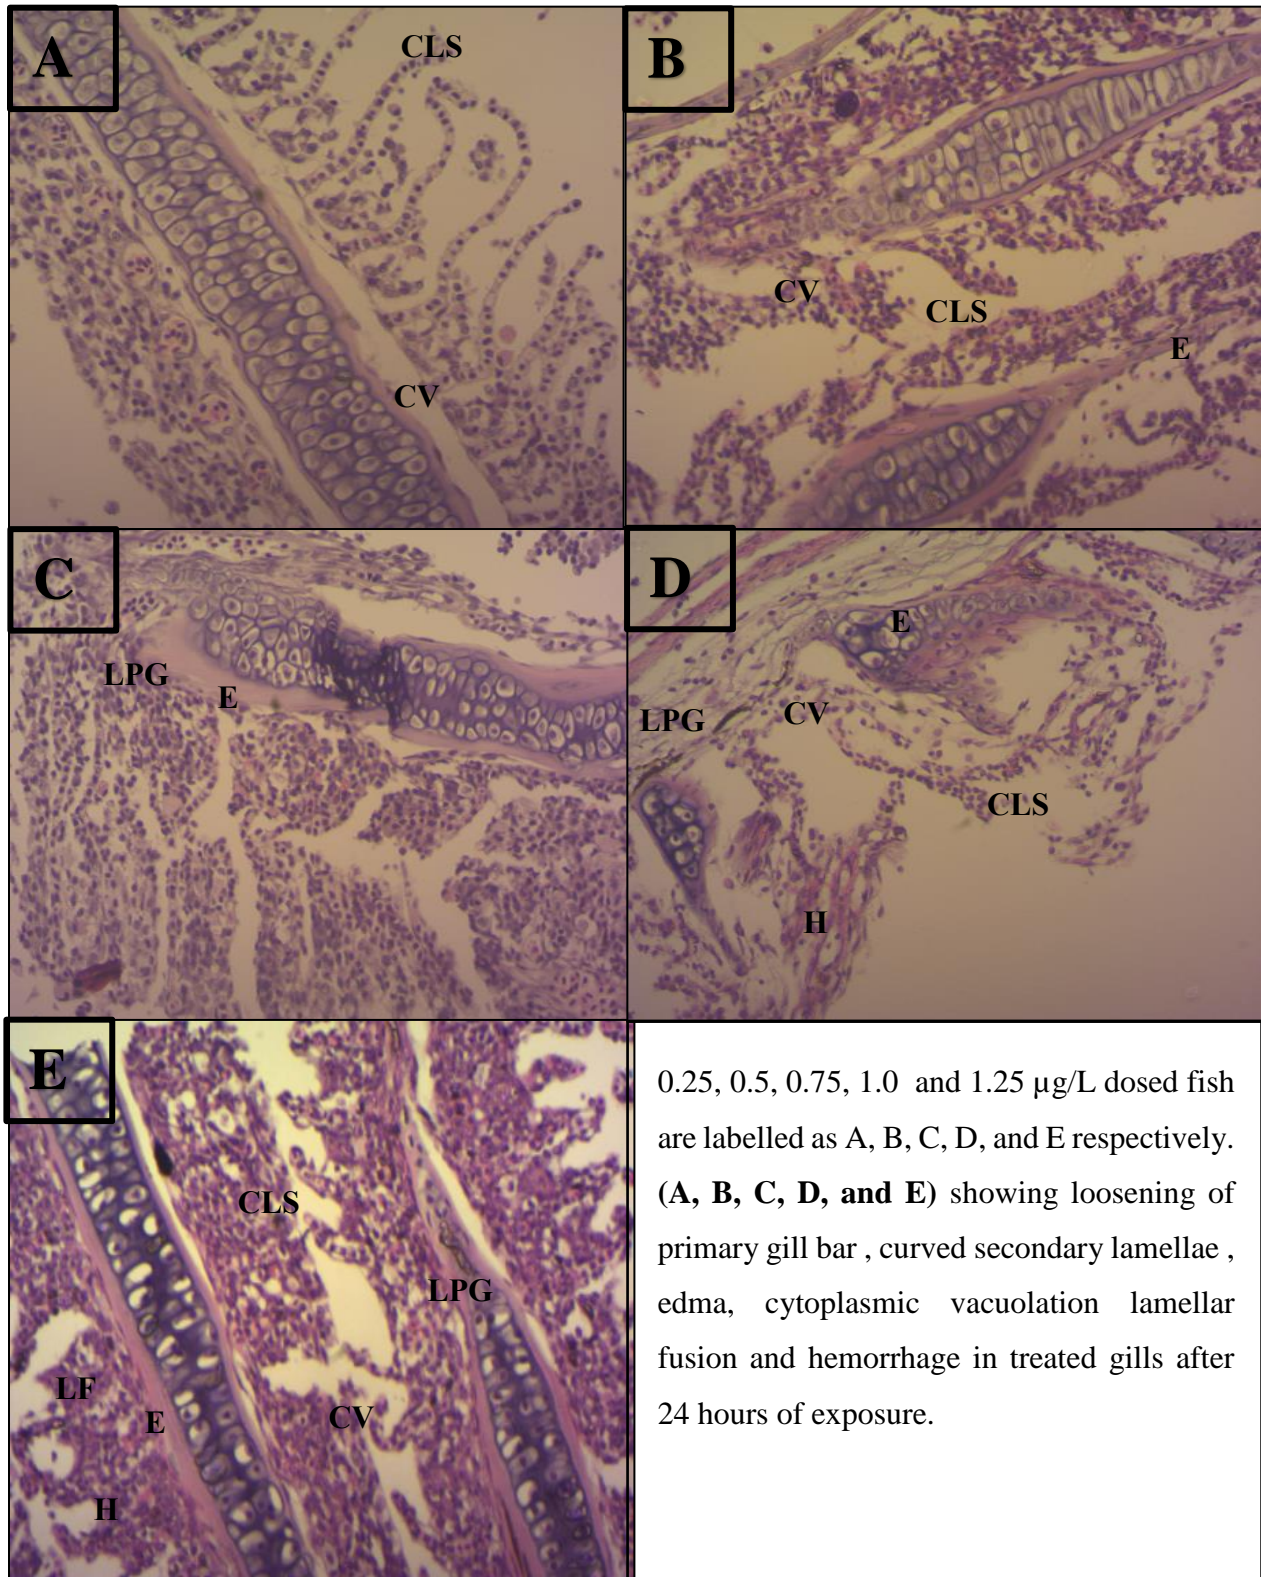 A
CLS
CV
B
CV
CLS
E
C
LPG
E
D
E
LPG
CV
CLS
H
E
CLS
LPG
LF
E
CV
H
0.25, 0.5, 0.75, 1.0 and 1.25 µg/L dosed fish
are labelled as A, B, C, D, and E respectively.
(A, B, C, D, and E) showing loosening of
primary gill bar , curved secondary lamellae ,
edma, cytoplasmic vacuolation lamellar
fusion and hemorrhage in treated gills after
24 hours of exposure.